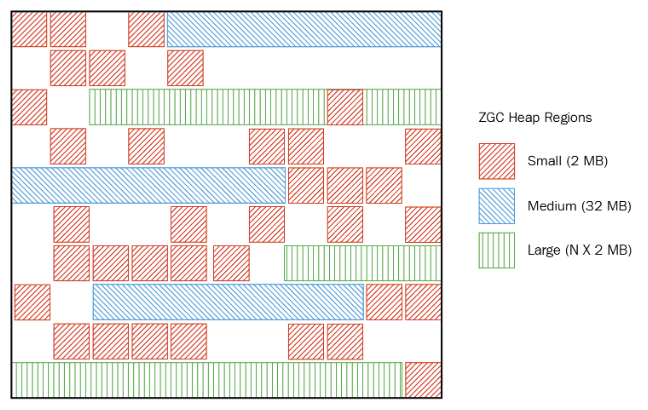 ZGC Heap Regions
Small (2 MB)
Medium (32 MB)
Large (N X 2 MB)